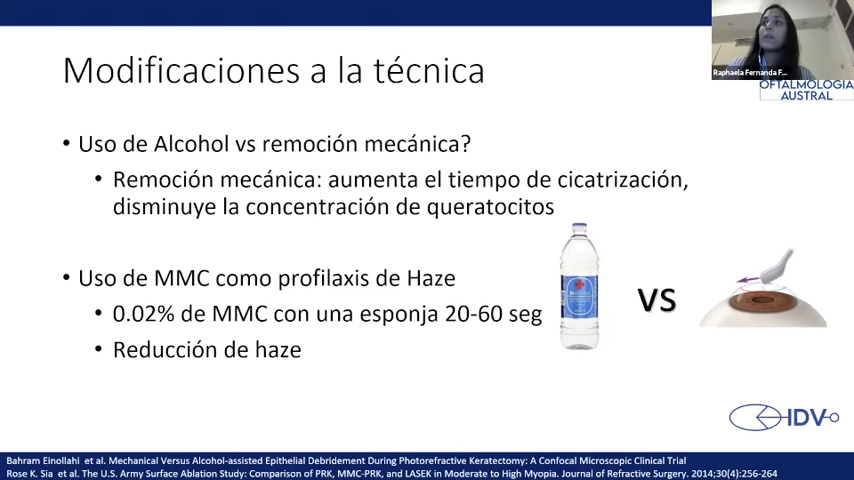 Modificaciones a la técnica
Raphaela Fernanda F...
OFTALMOLOGIA
AUSTRAL
• Uso de Alcohol vs remoción mecánica?
• Remoción mecánica: aumenta el tiempo de cicatrización,
disminuye la concentración de queratocitos
• Uso de MMC como profilaxis de Haze
• 0.02% de MMC con una esponja 20-60 seg
• Reducción de haze
vs
IDV
Bahram Einollahi et al. Mechanical Versus Alcohol-assisted Epithelial Debridement During Photorefractive Keratectomy: A Confocal Microscopic Clinical Trial
Rose K. Sia et al. The U.S. Army Surface Ablation Study: Comparison of PRK, MMC-PRK, and LASEK in Moderate to High Myopia. Journal of Refractive Surgery. 2014;30(4):256-264